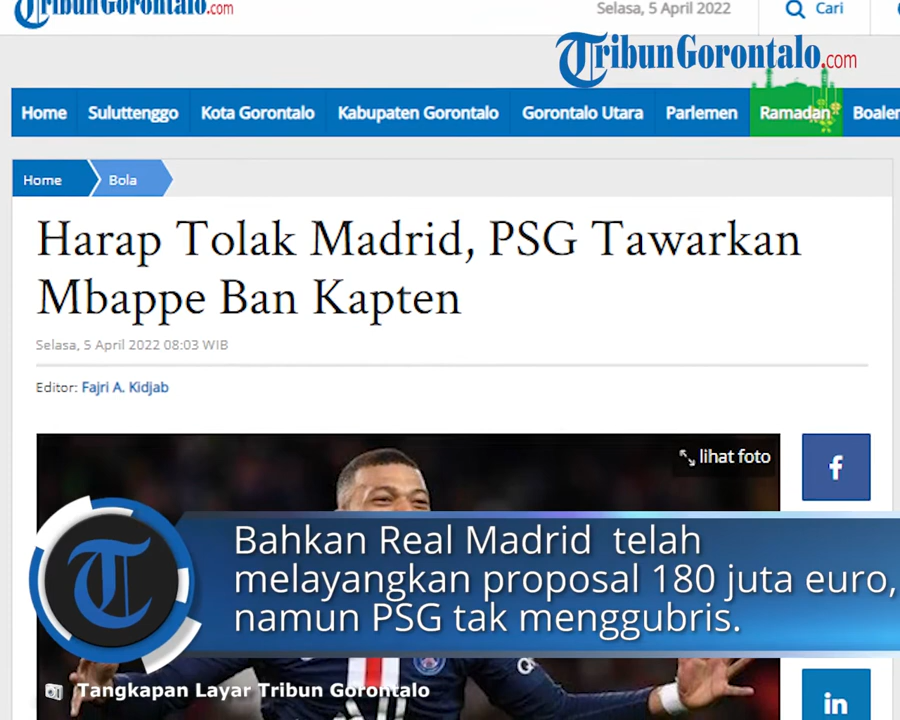 TribunGorontalo.com
Selasa, 5 April 2022
Cari
TribunGorontalo.com
Home Suluttenggo Kota Gorontalo Kabupaten Gorontalo Gorontalo Utara Parlemen Ramadan
Home Bola
Harap Tolak Madrid, PSG Tawarkan
Mbappe Ban Kapten
Selasa, 5 April 2022 08:03 WIB
Editor: Fajri A. Kidjab
lihat foto
f
Bahkan Real Madrid telah
melayangkan proposal 180 juta euro,
namun PSG tak menggubris.
T
Tangkapan Layar Tribun Gorontalo
in